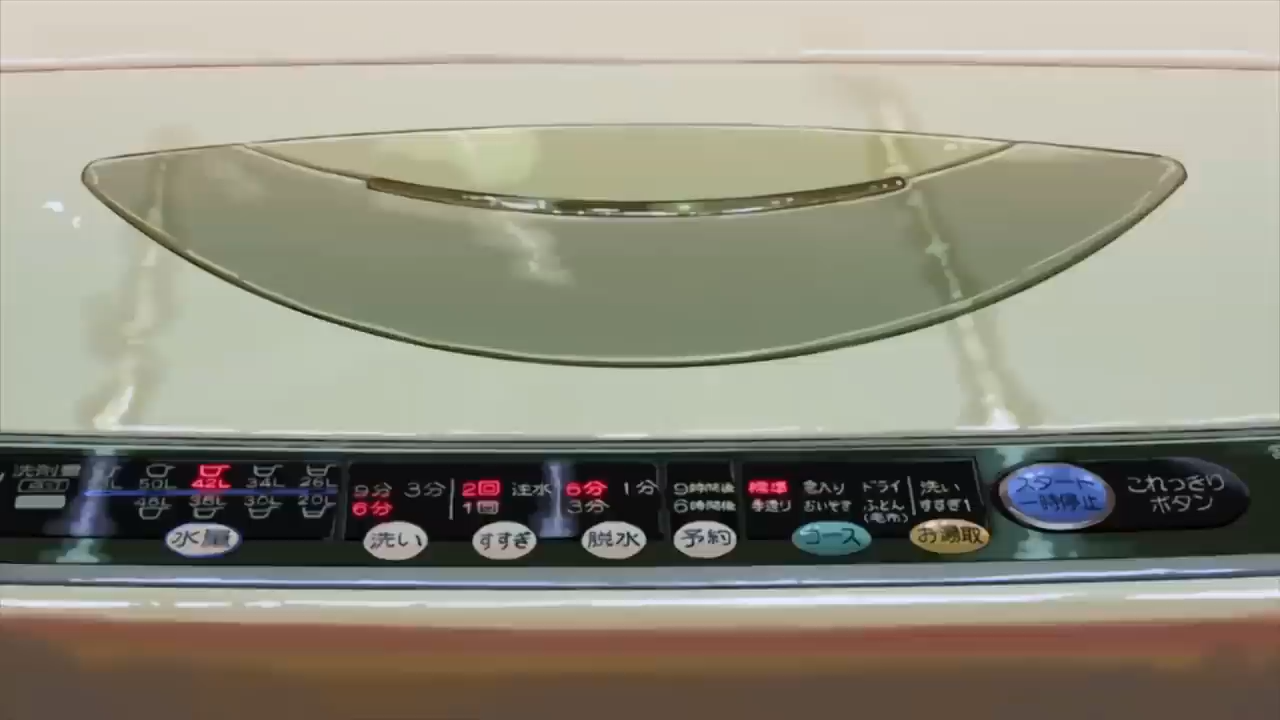 洗剤量
50L 42L 34L 26L
48L 38L 30L 20L
水量
9分 3分
6分
洗い
2回 注水
1回
すすぎ
6分 1分
3分
脱水
9時間後
6時間後
予約
標準 念入り ドライ
手造り おいそぎ ふとん
(毛布)
コース
洗い
すすぎ1
お湯取
スタート
一時停止
これっきり
ボタン